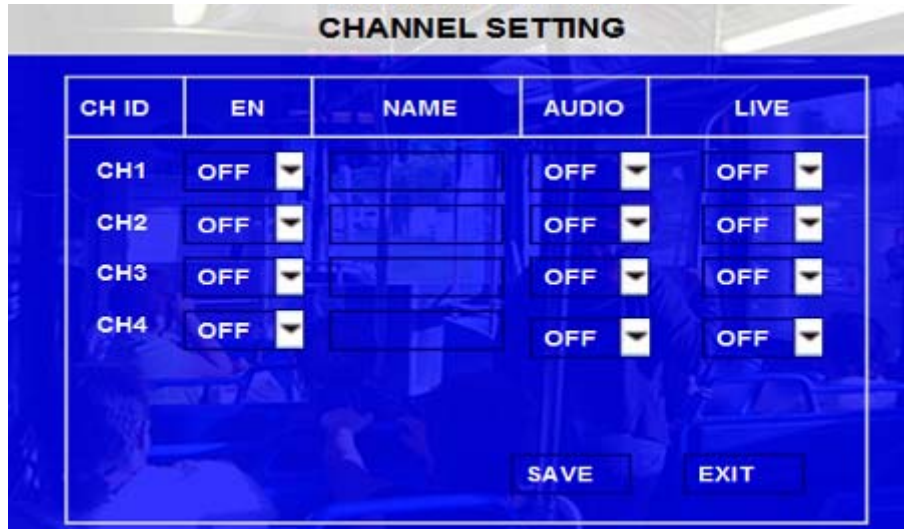 CHANNEL SETTING
CH ID EN NAME AUDIO LIVE
CH1 OFF OFF OFF
CH2 OFF OFF OFF
CH3 OFF OFF OFF
CH4 OFF OFF OFF
SAVE EXIT